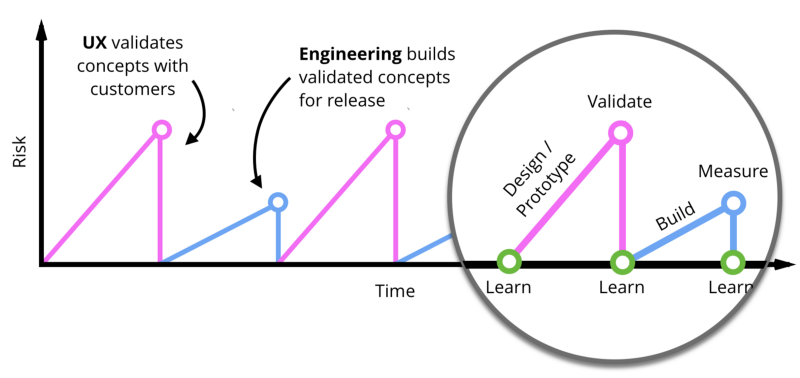 UX validates
concepts with
customers
Engineering builds
validated concepts
for release
Risk
Time
Validate
Design /
Prototype
Measure
Build
Learn
Learn
Learn